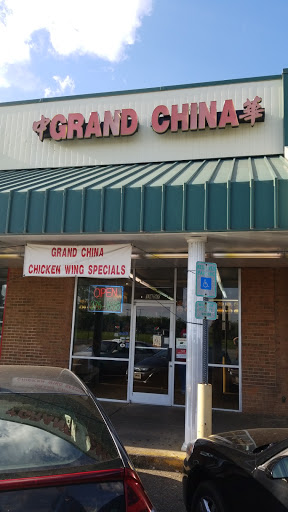 中GRAND CHINA華
GRAND CHINA
CHICKEN WING SPECIALS
OPEN